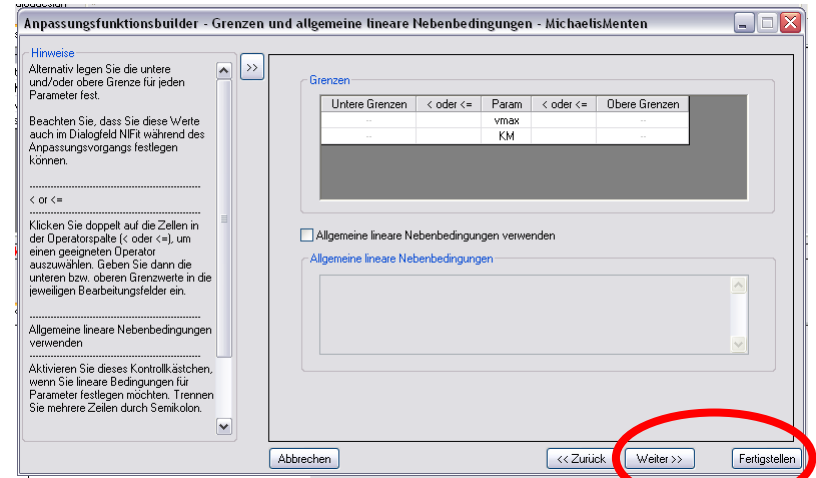 Anpassungsfunktionsbuilder - Grenzen und allgemeine lineare Nebenbedingungen - MichaelisMenten
Hinweise
Alternativ legen Sie die untere
und/oder obere Grenze für jeden
Parameter fest.
Beachten Sie, dass Sie diese Werte
auch im Dialogfeld NlFit während des
Anpassungsvorgangs festlegen
können.
< or <=
Klicken Sie doppelt auf die Zellen in
der Operatorspalte (< oder <=), um
einen geeigneten Operator
auszuwählen. Geben Sie dann die
unteren bzw. oberen Grenzwerte in die
jeweiligen Bearbeitungsfelder ein.
Allgemeine lineare Nebenbedingungen
verwenden
Aktivieren Sie dieses Kontrollkästchen,
wenn Sie lineare Bedingungen für
Parameter festlegen möchten. Trennen
Sie mehrere Zeilen durch Semikolon.
>>
Grenzen
Untere Grenzen < oder <= Param < oder <= Obere Grenzen
-- vmax --
-- KM --
Allgemeine lineare Nebenbedingungen verwenden
Allgemeine lineare Nebenbedingungen
Abbrechen << Zurück Weiter >> Fertigstellen